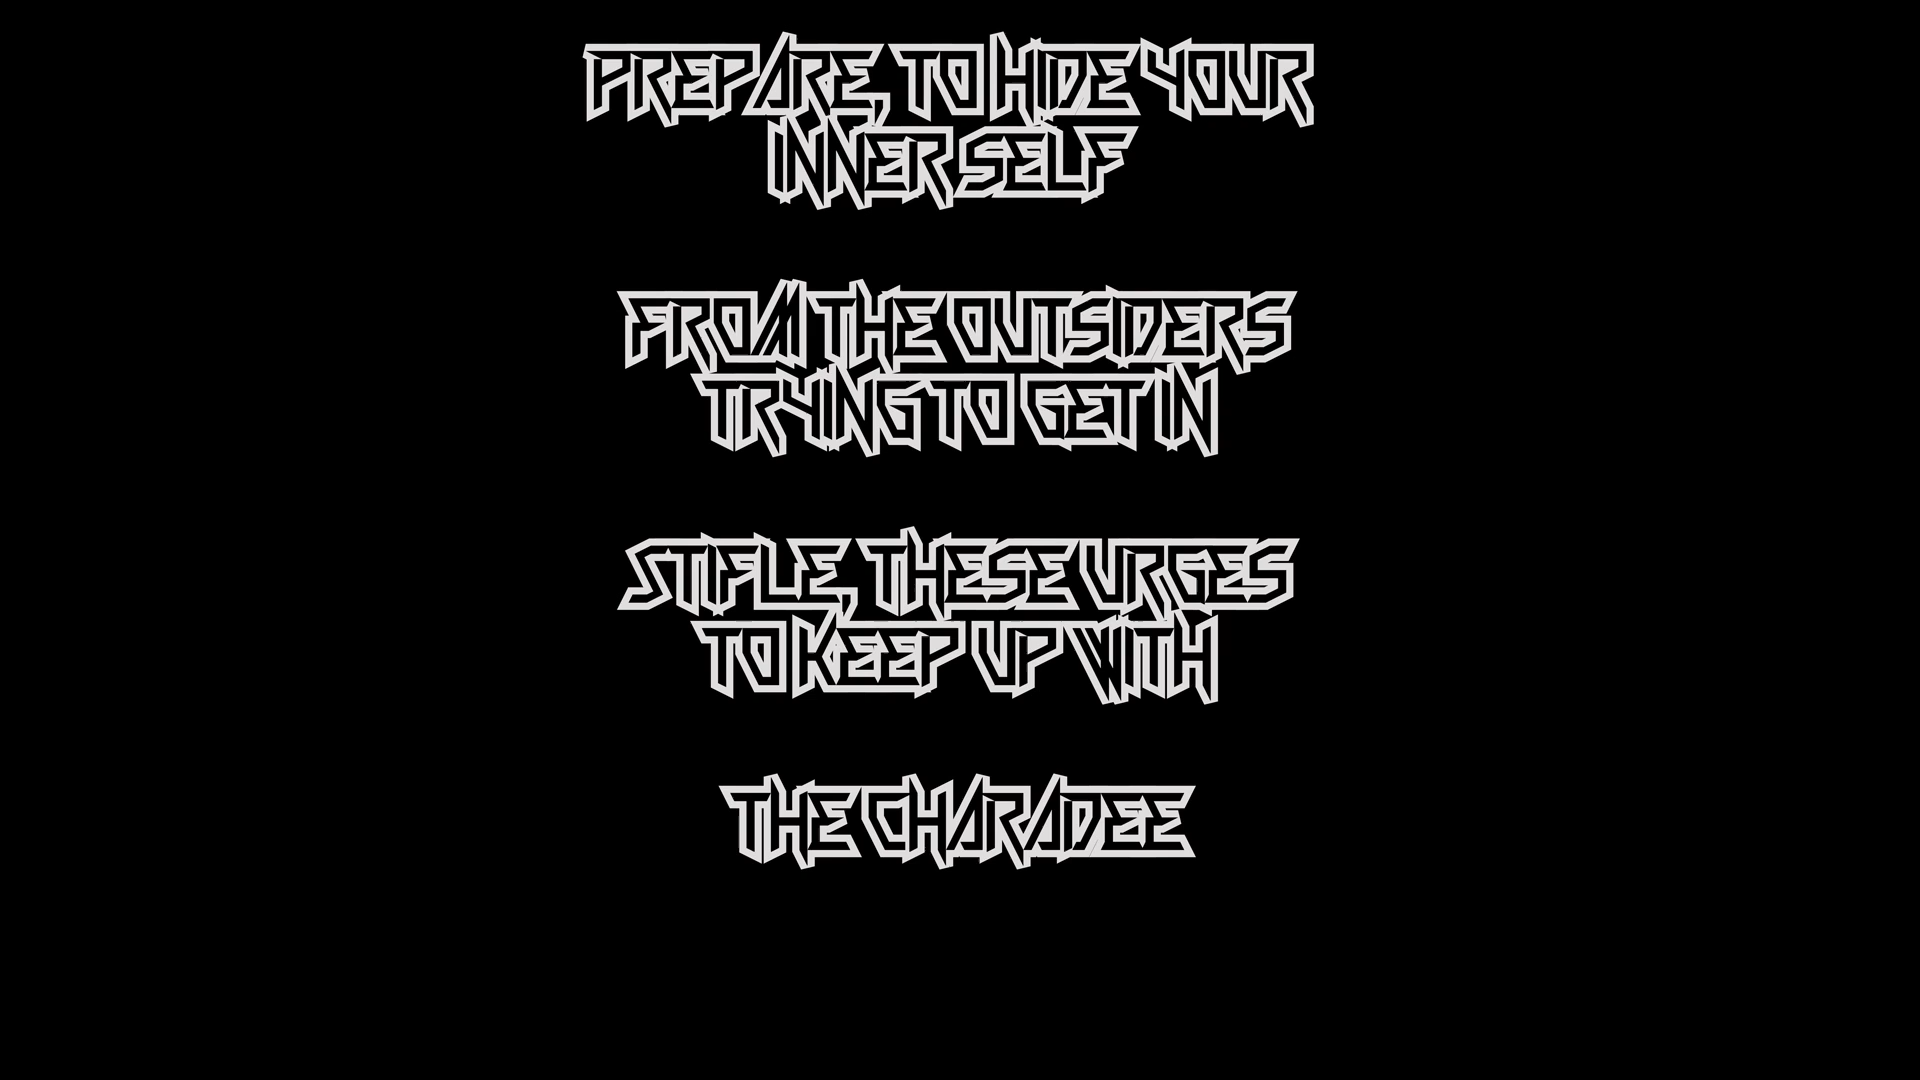 PREPARE, TO HIDE YOUR
INNER SELF
FROM THE OUTSIDERS
TRYING TO GET IN
STIFLE, THESE URGES
TO KEEP UP WITH
THE CHARADEE